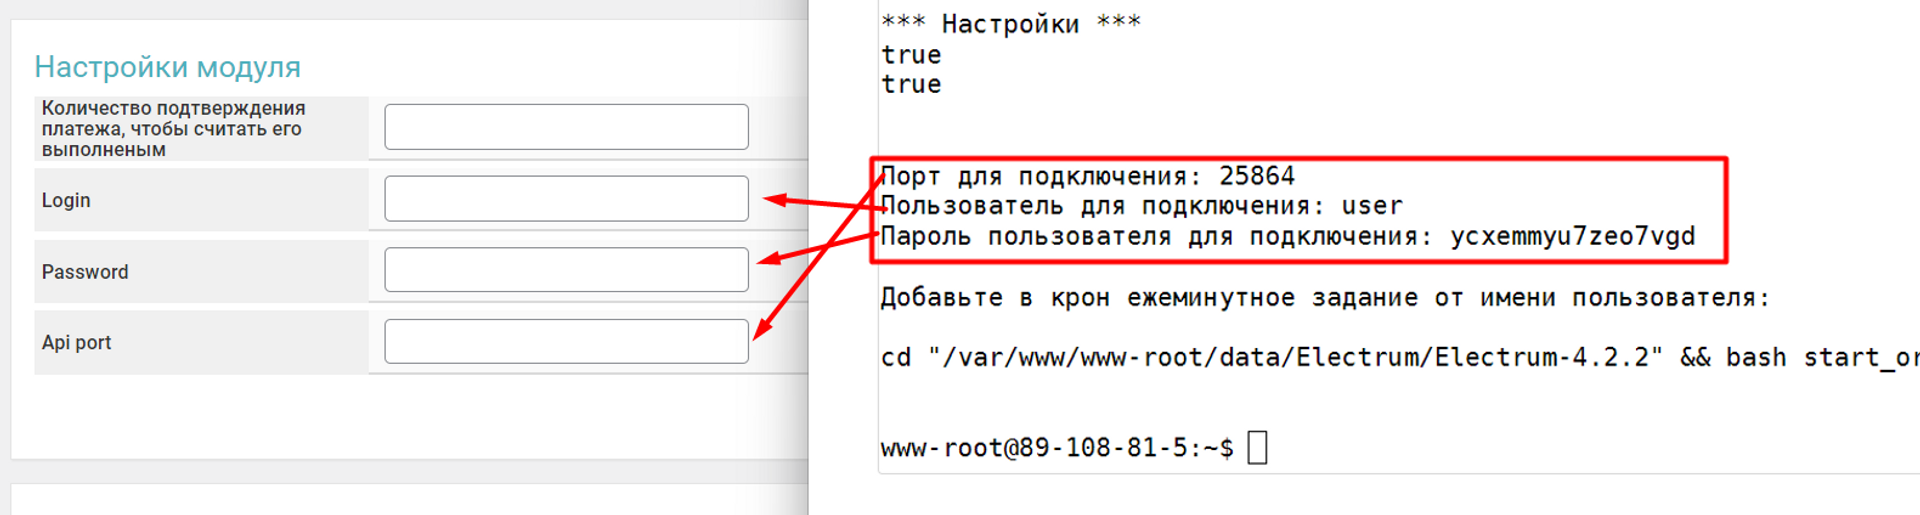 Настройки модуля
Количество подтверждения
платежа, чтобы считать его
выполненым
Login
Password
Api port
*** Настройки ***
true
true
Порт для подключения: 25864
Пользователь для подключения: user
Пароль пользователя для подключения: ycxemmyu7zeo7vgd
Добавьте в крон ежеминутное задание от имени пользователя:
cd "/var/www/www-root/data/Electrum/Electrum-4.2.2" && bash start_or
www-root@89-108-81-5:~$